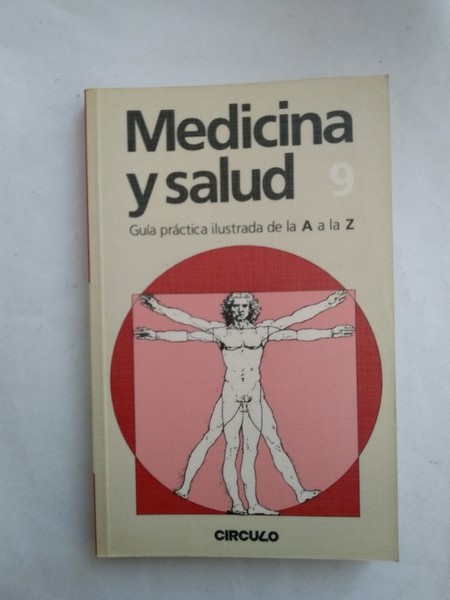 Medicina
y salud 9
Guía práctica ilustrada de la A a la Z
CIRCULO